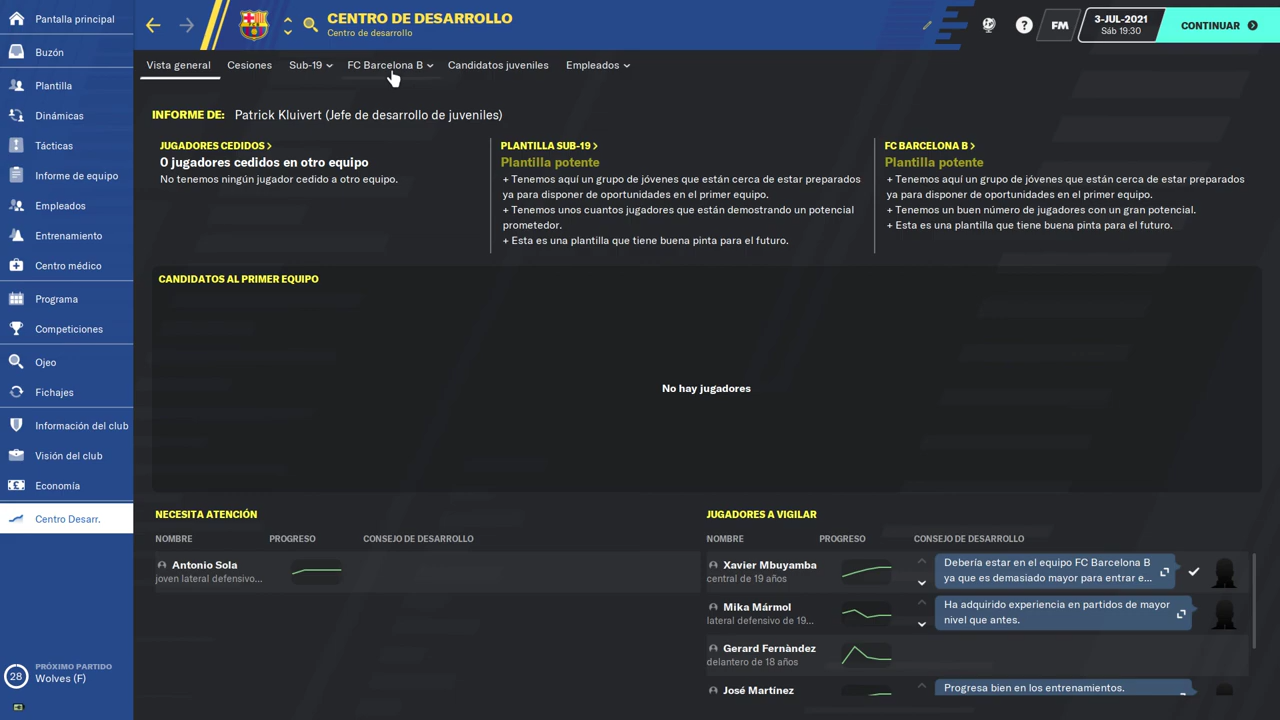 Pantalla principal
Buzón
Plantilla
Dinámicas
Tácticas
Informe de equipo
Empleados
Entrenamiento
Centro médico
Programa
Competiciones
Ojeo
Fichajes
Información del club
Visión del club
Economía
Centro Desarr.
28
PRÓXIMO PARTIDO
Wolves (F)
CENTRO DE DESARROLLO
Centro de desarrollo
?
FM
3-JUL-2021
Sáb 19:30
CONTINUAR
Vista general
Cesiones
Sub-19
FC Barcelona B
Candidatos juveniles
Empleados
INFORME DE: Patrick Kluivert (Jefe de desarrollo de juveniles)
JUGADORES CEDIDOS >
0 jugadores cedidos en otro equipo
No tenemos ningún jugador cedido a otro equipo.
PLANTILLA SUB-19 >
Plantilla potente
+ Tenemos aquí un grupo de jóvenes que están cerca de estar preparados
ya para disponer de oportunidades en el primer equipo.
+ Tenemos unos cuantos jugadores que están demostrando un potencial
prometedor.
+ Esta es una plantilla que tiene buena pinta para el futuro.
FC BARCELONA B >
Plantilla potente
+ Tenemos aquí un grupo de jóvenes que están cerca de estar preparados
ya para disponer de oportunidades en el primer equipo.
+ Tenemos un buen número de jugadores con un gran potencial.
+ Esta es una plantilla que tiene buena pinta para el futuro.
CANDIDATOS AL PRIMER EQUIPO
No hay jugadores
NECESITA ATENCIÓN
NOMBRE PROGRESO CONSEJO DE DESARROLLO
Antonio Sola
joven lateral defensivo...
JUGADORES A VIGILAR
NOMBRE PROGRESO CONSEJO DE DESARROLLO
Xavier Mbuyamba
central de 19 años
Debería estar en el equipo FC Barcelona B
ya que es demasiado mayor para entrar e...
Mika Mármol
lateral defensivo de 19...
Ha adquirido experiencia en partidos de mayor
nivel que antes.
Gerard Fernàndez
delantero de 18 años
José Martínez
Progresa bien en los entrenamientos.